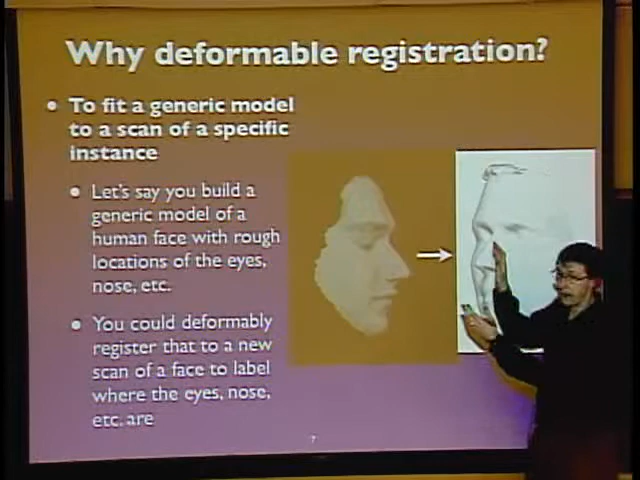 Why deformable registration?
• To fit a generic model
to a scan of a specific
instance
• Let's say you build a
generic model of a
human face with rough
locations of the eyes,
nose, etc.
• You could deformably
register that to a new
scan of a face to label
where the eyes, nose,
etc. are
7